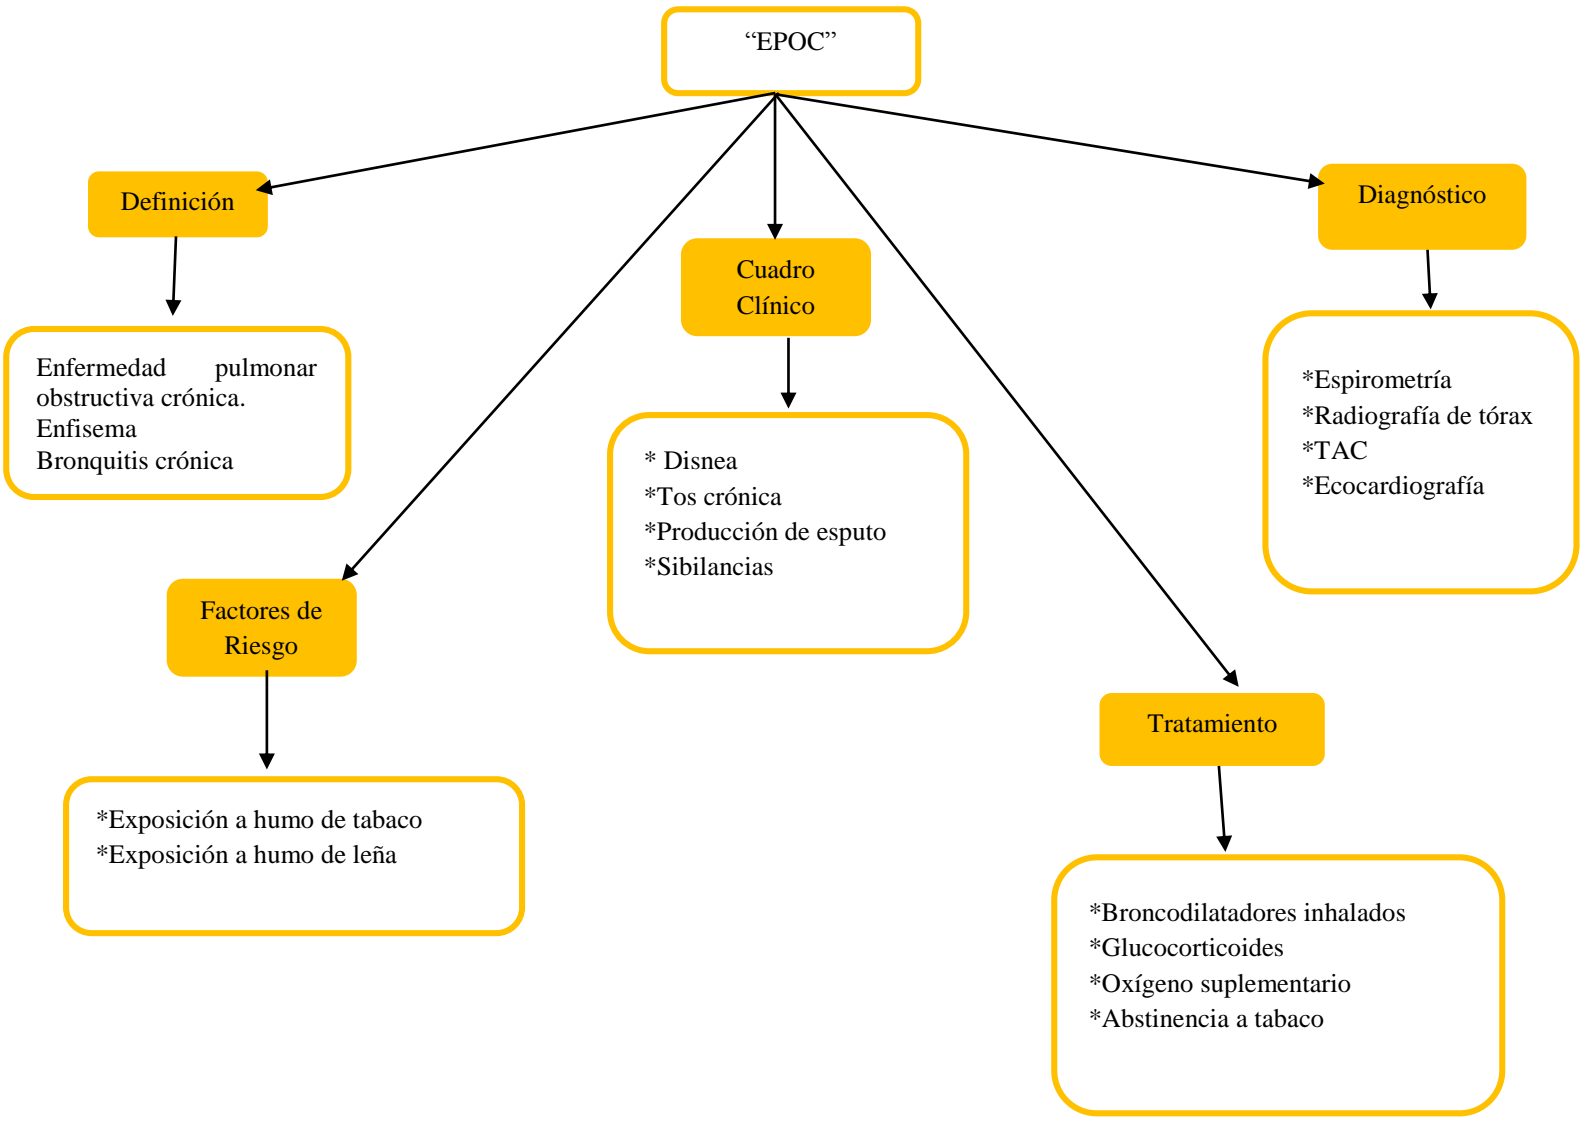 “EPOC”
Definición
Diagnóstico
Cuadro
Clínico
Enfermedad pulmonar
obstructiva crónica.
Enfisema
Bronquitis crónica
* Disnea
*Tos crónica
*Producción de esputo
*Sibilancias
*Espirometría
*Radiografía de tórax
*TAC
*Ecocardiografía
Factores de
Riesgo
*Exposición a humo de tabaco
*Exposición a humo de leña
Tratamiento
*Broncodilatadores inhalados
*Glucocorticoides
*Oxígeno suplementario
*Abstinencia a tabaco